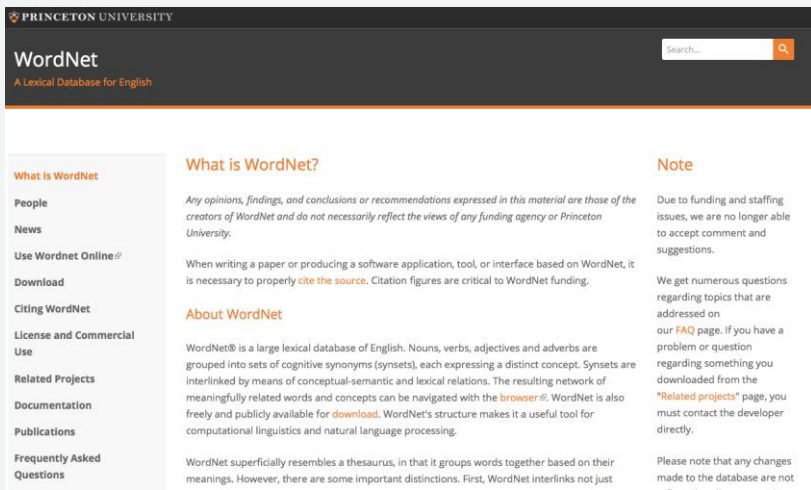 PRINCETON UNIVERSITY
WordNet
A Lexical Database for English
Search...
What is WordNet
People
News
Use Wordnet Online
Download
Citing WordNet
License and Commercial
Use
Related Projects
Documentation
Publications
Frequently Asked
Questions
What is WordNet?
Any opinions, findings, and conclusions or recommendations expressed in this material are those of the
creators of WordNet and do not necessarily reflect the views of any funding agency or Princeton
University.
When writing a paper or producing a software application, tool, or interface based on WordNet, it
is necessary to properly cite the source. Citation figures are critical to WordNet funding.
About WordNet
WordNet® is a large lexical database of English. Nouns, verbs, adjectives and adverbs are
grouped into sets of cognitive synonyms (synsets), each expressing a distinct concept. Synsets are
interlinked by means of conceptual-semantic and lexical relations. The resulting network of
meaningfully related words and concepts can be navigated with the browser. WordNet is also
freely and publicly available for download. WordNet's structure makes it a useful tool for
computational linguistics and natural language processing.
WordNet superficially resembles a thesaurus, in that it groups words together based on their
meanings. However, there are some important distinctions. First, WordNet interlinks not just
Note
Due to funding and staffing
issues, we are no longer able
to accept comment and
suggestions.
We get numerous questions
regarding topics that are
addressed on
our FAQ page. If you have a
problem or question
regarding something you
downloaded from the
"Related projects" page, you
must contact the developer
directly.
Please note that any changes
made to the database are not